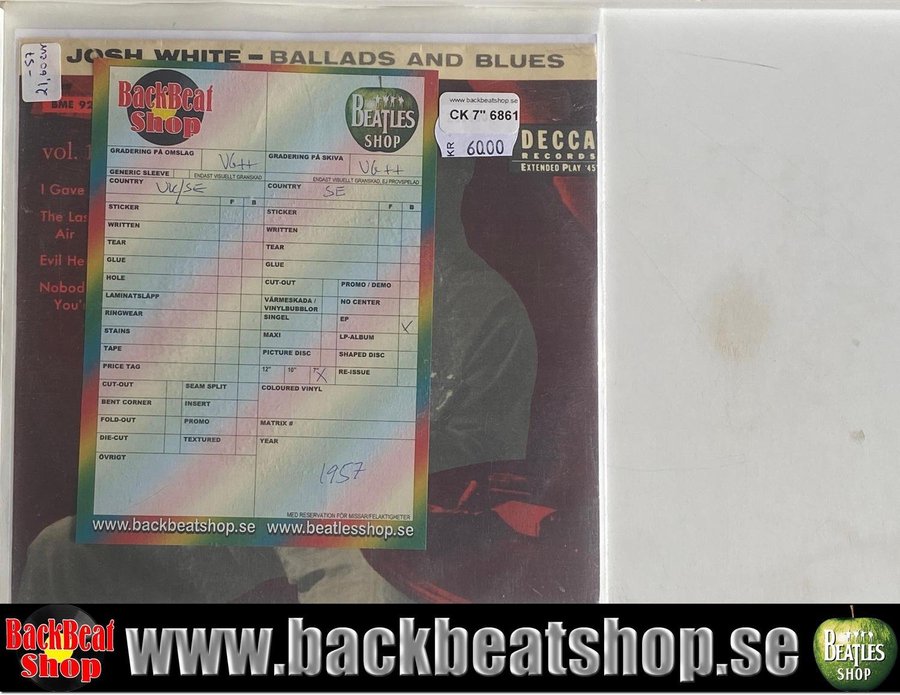 JOSH WHITE – BALLADS AND BLUES
-57
21,60 eur
BME 92
vol. 1
I Gave
The Las
Air
Evil He
Nobod
You'
www.backbeatshop.se
CK 7" 6861
KR 6000
DECCA
RECORDS
EXTENDED PLAY '45'
BackBeat
Shop
BEATLES
SHOP
GRADERING PÅ OMSLAG VG++
GRADERING PÅ SKIVA VG++
GENERIC SLEEVE
ENDAST VISUELLT GRANSKAD
ENDAST VISUELLT GRANSKAD, EJ PROVSPELAD
COUNTRY UK/SE
COUNTRY SE
F B
F B
STICKER
WRITTEN
TEAR
GLUE
HOLE
LAMINATSLÄPP
RINGWEAR
STAINS
TAPE
PRICE TAG
CUT-OUT
SEAM SPLIT
BENT CORNER
INSERT
FOLD-OUT
PROMO
DIE-CUT
TEXTURED
ÖVRIGT
STICKER
WRITTEN
TEAR
GLUE
CUT-OUT
PROMO / DEMO
VÄRMESKADA /
VINYLBUBBLOR
NO CENTER
SINGEL
EP X
MAXI
LP-ALBUM
PICTURE DISC
SHAPED DISC
12" 10" 7" X
RE-ISSUE
COLOURED VINYL
MATRIX #
YEAR
1957
MED RESERVATION FÖR MISSAR/FELAKTIGHETER
www.backbeatshop.se www.beatlesshop.se
BackBeat
Shop
www.backbeatshop.se
BEATLES
SHOP